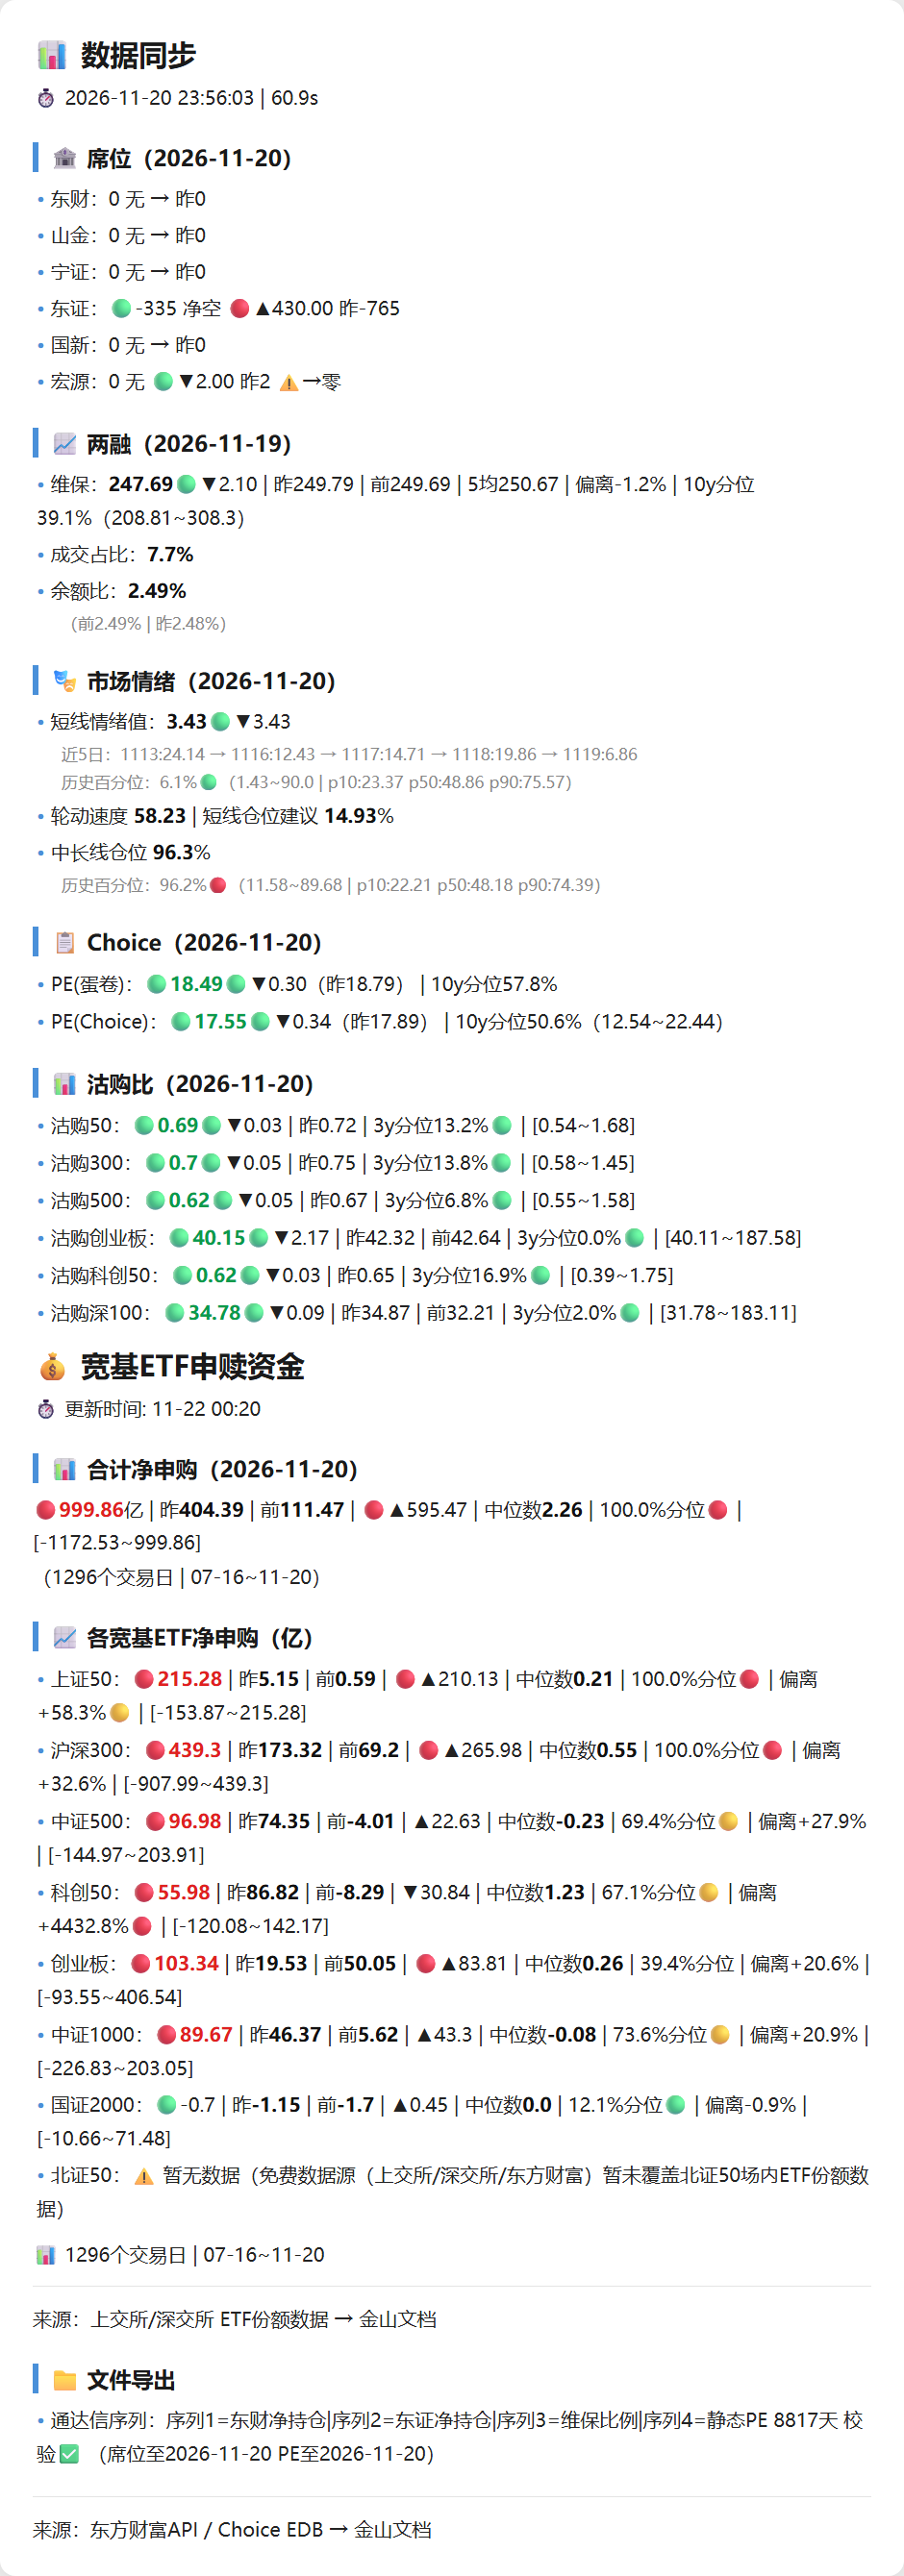 数据同步
2026-11-20 23:56:03 | 60.9s
席位（2026-11-20）
• 东财：0 无 → 昨0
• 山金：0 无 → 昨0
• 宁证：0 无 → 昨0
• 东证：-335 净空 ▲430.00 昨-765
• 国新：0 无 → 昨0
• 宏源：0 无 ▼2.00 昨2 ⚠→零
两融（2026-11-19）
• 维保：247.69 ▼2.10 | 昨249.79 | 前249.69 | 5均250.67 | 偏离-1.2% | 10y分位
39.1%（208.81~308.3）
• 成交占比：7.7%
• 余额比：2.49%
（前2.49% | 昨2.48%）
市场情绪（2026-11-20）
• 短线情绪值：3.43 ▼3.43
近5日：1113:24.14 → 1116:12.43 → 1117:14.71 → 1118:19.86 → 1119:6.86
历史百分位：6.1%（1.43~90.0 | p10:23.37 p50:48.86 p90:75.57）
• 轮动速度 58.23 | 短线仓位建议 14.93%
• 中长线仓位 96.3%
历史百分位：96.2%（11.58~89.68 | p10:22.21 p50:48.18 p90:74.39）
Choice（2026-11-20）
• PE(蛋卷)：18.49 ▼0.30（昨18.79） | 10y分位57.8%
• PE(Choice)：17.55 ▼0.34（昨17.89） | 10y分位50.6%（12.54~22.44）
沽购比（2026-11-20）
• 沽购50：0.69 ▼0.03 | 昨0.72 | 3y分位13.2% | [0.54~1.68]
• 沽购300：0.7 ▼0.05 | 昨0.75 | 3y分位13.8% | [0.58~1.45]
• 沽购500：0.62 ▼0.05 | 昨0.67 | 3y分位6.8% | [0.55~1.58]
• 沽购创业板：40.15 ▼2.17 | 昨42.32 | 前42.64 | 3y分位0.0% | [40.11~187.58]
• 沽购科创50：0.62 ▼0.03 | 昨0.65 | 3y分位16.9% | [0.39~1.75]
• 沽购深100：34.78 ▼0.09 | 昨34.87 | 前32.21 | 3y分位2.0% | [31.78~183.11]
宽基ETF申赎资金
更新时间: 11-22 00:20
合计净申购（2026-11-20）
999.86亿 | 昨404.39 | 前111.47 | ▲595.47 | 中位数2.26 | 100.0%分位 |
[-1172.53~999.86]
（1296个交易日 | 07-16~11-20）
各宽基ETF净申购（亿）
• 上证50：215.28 | 昨5.15 | 前0.59 | ▲210.13 | 中位数0.21 | 100.0%分位 | 偏离
+58.3% | [-153.87~215.28]
• 沪深300：439.3 | 昨173.32 | 前69.2 | ▲265.98 | 中位数0.55 | 100.0%分位 | 偏离
+32.6% | [-907.99~439.3]
• 中证500：96.98 | 昨74.35 | 前-4.01 | ▲22.63 | 中位数-0.23 | 69.4%分位 | 偏离+27.9%
| [-144.97~203.91]
• 科创50：55.98 | 昨86.82 | 前-8.29 | ▼30.84 | 中位数1.23 | 67.1%分位 | 偏离
+4432.8% | [-120.08~142.17]
• 创业板：103.34 | 昨19.53 | 前50.05 | ▲83.81 | 中位数0.26 | 39.4%分位 | 偏离+20.6% |
[-93.55~406.54]
• 中证1000：89.67 | 昨46.37 | 前5.62 | ▲43.3 | 中位数-0.08 | 73.6%分位 | 偏离+20.9% |
[-226.83~203.05]
• 国证2000：-0.7 | 昨-1.15 | 前-1.7 | ▲0.45 | 中位数0.0 | 12.1%分位 | 偏离-0.9% |
[-10.66~71.48]
• 北证50：⚠ 暂无数据（免费数据源（上交所/深交所/东方财富）暂未覆盖北证50场内ETF份额数
据）
1296个交易日 | 07-16~11-20
来源：上交所/深交所 ETF份额数据 → 金山文档
文件导出
• 通达信序列：序列1=东财净持仓|序列2=东证净持仓|序列3=维保比例|序列4=静态PE 8817天 校
验✅（席位至2026-11-20 PE至2026-11-20）
来源：东方财富API / Choice EDB → 金山文档